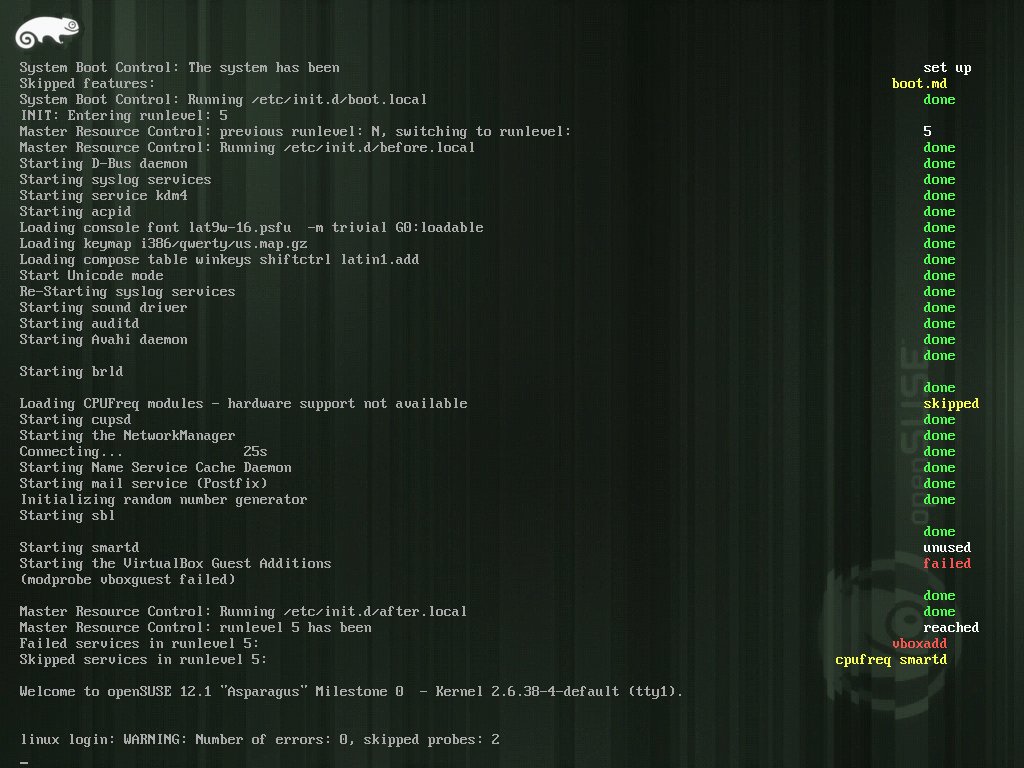 System Boot Control: The system has been set up
Skipped features: boot.md
System Boot Control: Running /etc/init.d/boot.local done
INIT: Entering runlevel: 5
Master Resource Control: previous runlevel: N, switching to runlevel: 5
Master Resource Control: Running /etc/init.d/before.local done
Starting D-Bus daemon done
Starting syslog services done
Starting service kdm4 done
Starting acpid done
Loading console font lat9w-16.psfu  -m trivial G0:loadable done
Loading keymap i386/qwerty/us.map.gz done
Loading compose table winkeys shiftctrl latin1.add done
Start Unicode mode done
Re-Starting syslog services done
Starting sound driver done
Starting auditd done
Starting Avahi daemon done
done
Starting brld
done
Loading CPUFreq modules - hardware support not available skipped
Starting cupsd done
Starting the NetworkManager done
Connecting... 25s done
Starting Name Service Cache Daemon done
Starting mail service (Postfix) done
Initializing random number generator done
Starting sbl
done
Starting smartd unused
Starting the VirtualBox Guest Additions failed
(modprobe vboxguest failed)
done
Master Resource Control: Running /etc/init.d/after.local done
Master Resource Control: runlevel 5 has been reached
Failed services in runlevel 5: vboxadd
Skipped services in runlevel 5: cpufreq smartd
Welcome to openSUSE 12.1 "Asparagus" Milestone 0  - Kernel 2.6.38-4-default (tty1).
linux login: WARNING: Number of errors: 0, skipped probes: 2
_
openSUSE